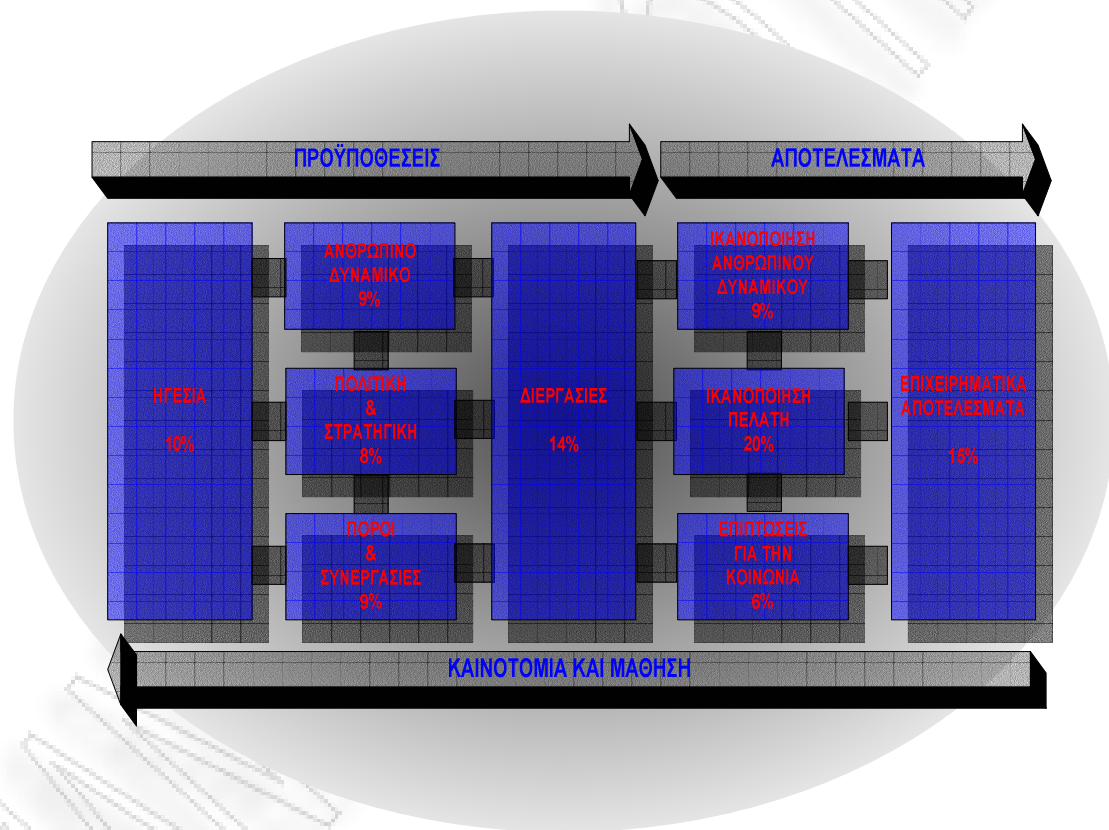 ΠΡΟΫΠΟΘΕΣΕΙΣ
ΑΠΟΤΕΛΕΣΜΑΤΑ
ΗΓΕΣΙΑ
10%
ΑΝΘΡΩΠΙΝΟ
ΔΥΝΑΜΙΚΟ
9%
ΠΟΛΙΤΙΚΗ
&
ΣΤΡΑΤΗΓΙΚΗ
8%
ΠΟΡΟΙ
&
ΣΥΝΕΡΓΑΣΙΕΣ
9%
ΔΙΕΡΓΑΣΙΕΣ
14%
ΙΚΑΝΟΠΟΙΗΣΗ
ΑΝΘΡΩΠΙΝΟΥ
ΔΥΝΑΜΙΚΟΥ
9%
ΙΚΑΝΟΠΟΙΗΣΗ
ΠΕΛΑΤΗ
20%
ΕΠΙΠΤΩΣΕΙΣ
ΓΙΑ ΤΗΝ
ΚΟΙΝΩΝΙΑ
6%
ΕΠΙΧΕΙΡΗΜΑΤΙΚΑ
ΑΠΟΤΕΛΕΣΜΑΤΑ
15%
ΚΑΙΝΟΤΟΜΙΑ ΚΑΙ ΜΑΘΗΣΗ